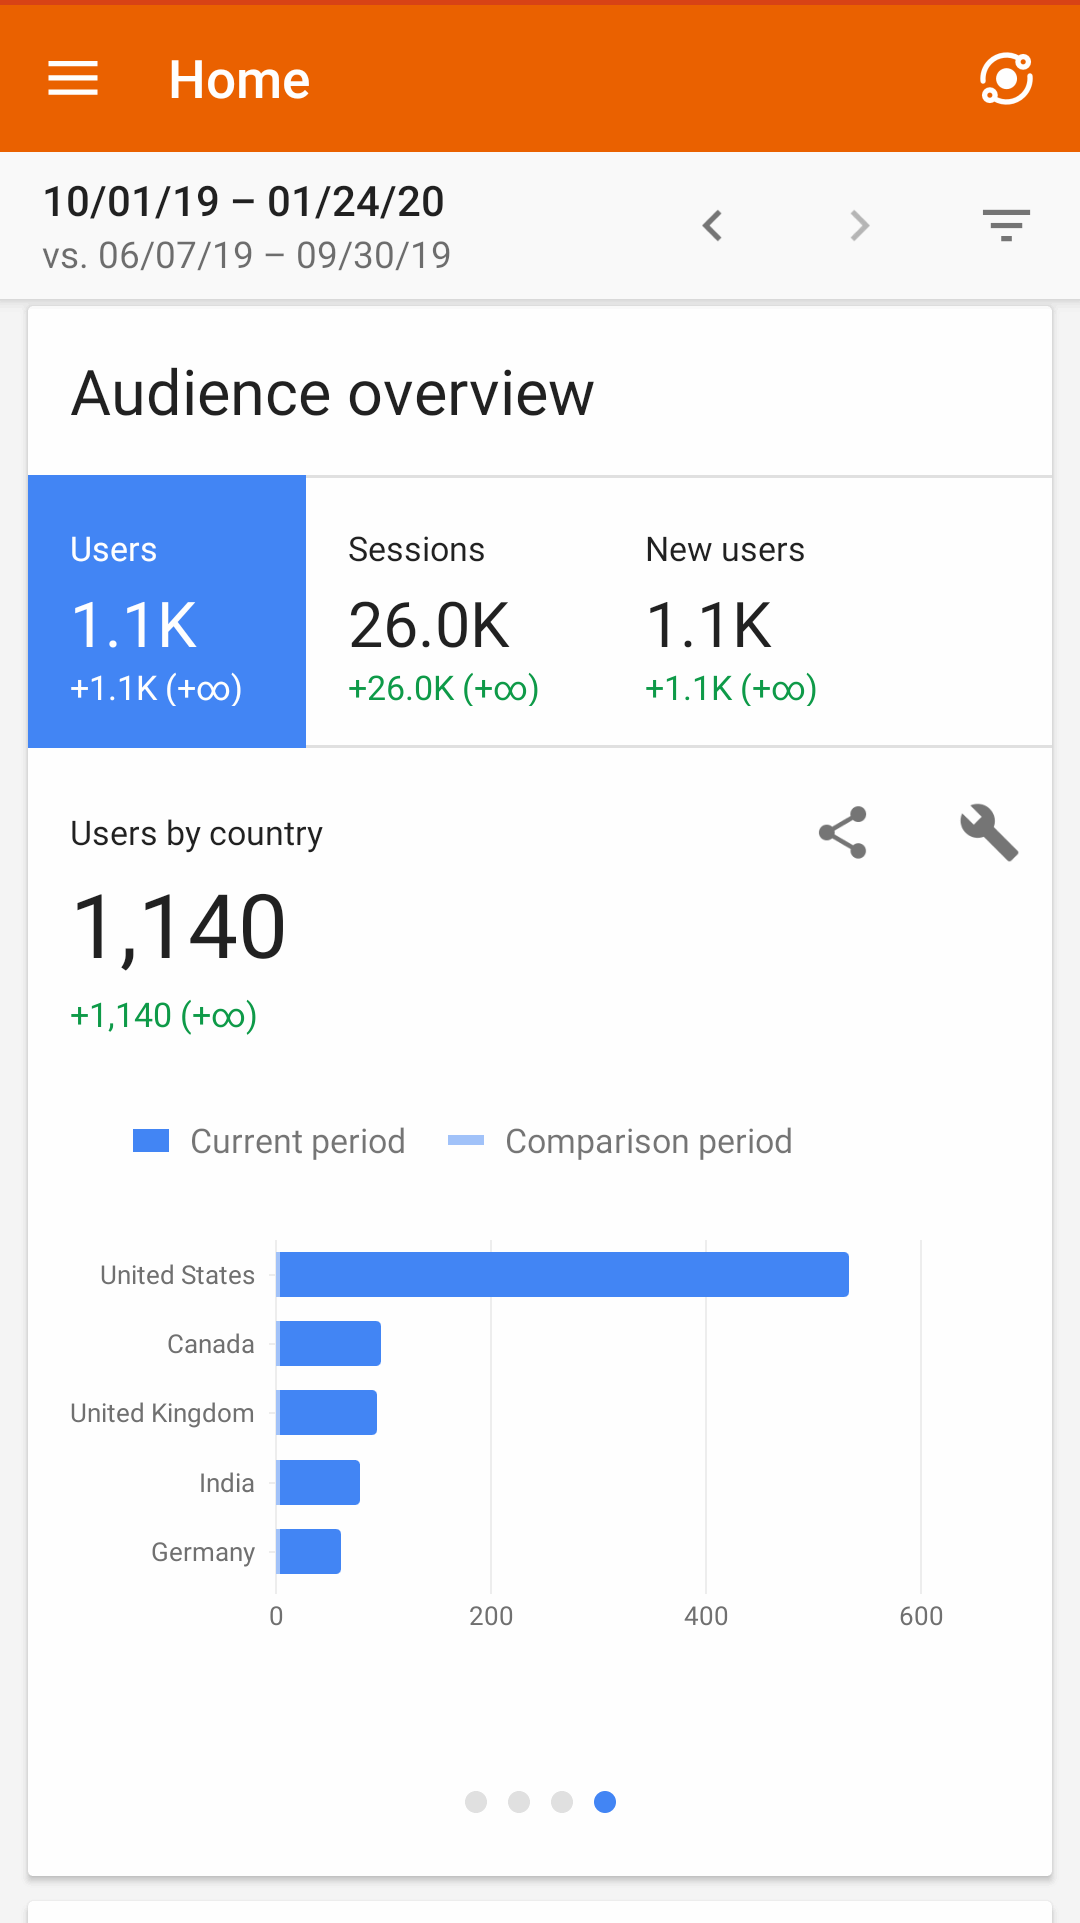 Home
10/01/19 – 01/24/20
vs. 06/07/19 – 09/30/19
Audience overview
Users
1.1K
+1.1K (+∞)
Sessions
26.0K
+26.0K (+∞)
New users
1.1K
+1.1K (+∞)
Users by country
1,140
+1,140 (+∞)
Current period
Comparison period
United States
Canada
United Kingdom
India
Germany
0 200 400 600